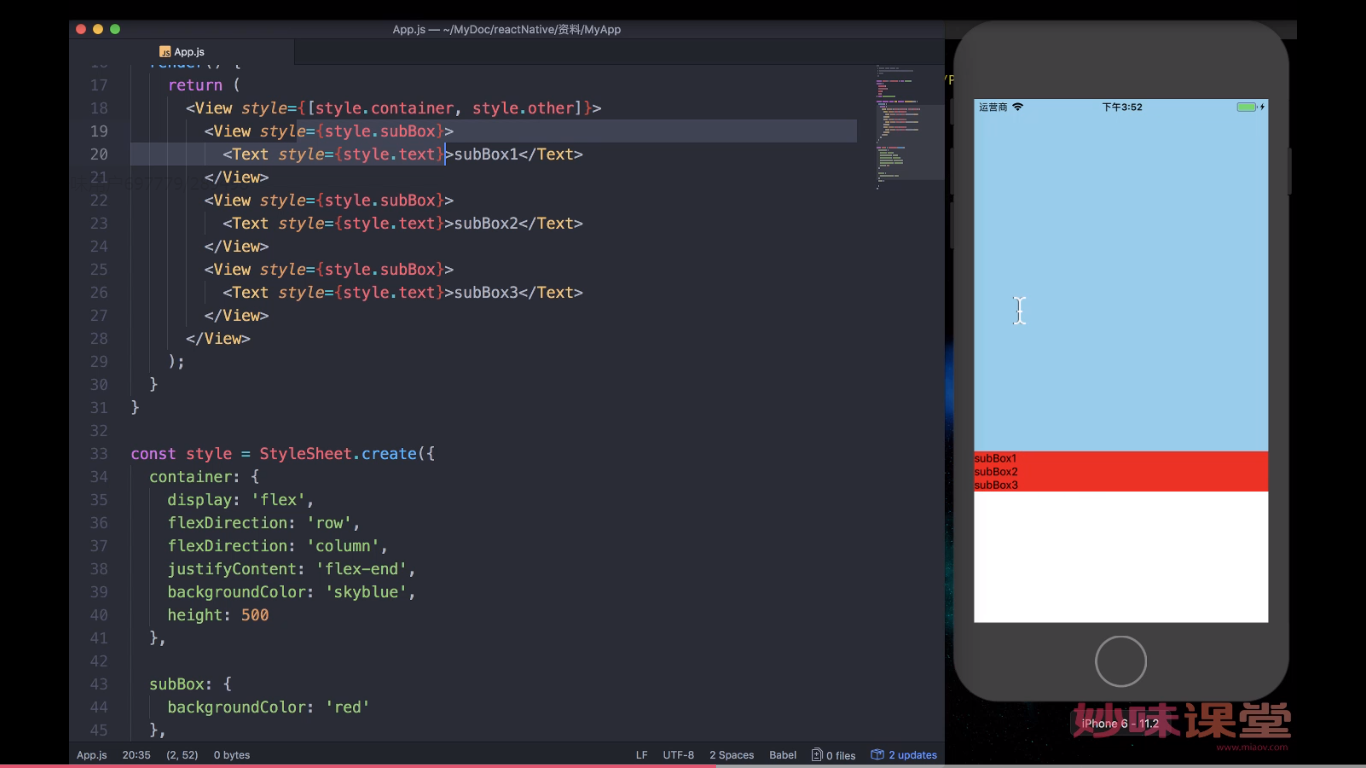 App.js — ~/MyDoc/reactNative/资料/MyApp
App.js
16 render() {
17 return (
18 <View style={[style.container, style.other]}>
19 <View style={style.subBox}>
20 <Text style={style.text}>subBox1</Text>
21 </View>
22 <View style={style.subBox}>
23 <Text style={style.text}>subBox2</Text>
24 </View>
25 <View style={style.subBox}>
26 <Text style={style.text}>subBox3</Text>
27 </View>
28 </View>
29 );
30 }
31 }
32
33 const style = StyleSheet.create({
34 container: {
35 display: 'flex',
36 flexDirection: 'row',
37 flexDirection: 'column',
38 justifyContent: 'flex-end',
39 backgroundColor: 'skyblue',
40 height: 500
41 },
42
43 subBox: {
44 backgroundColor: 'red'
45 },
App.js 20:35 (2, 52) 0 bytes LF UTF-8 2 Spaces Babel 0 files 2 updates
运营商 下午3:52
subBox1
subBox2
subBox3
iPhone 6 - 11.2
妙味课堂
www.miaov.com